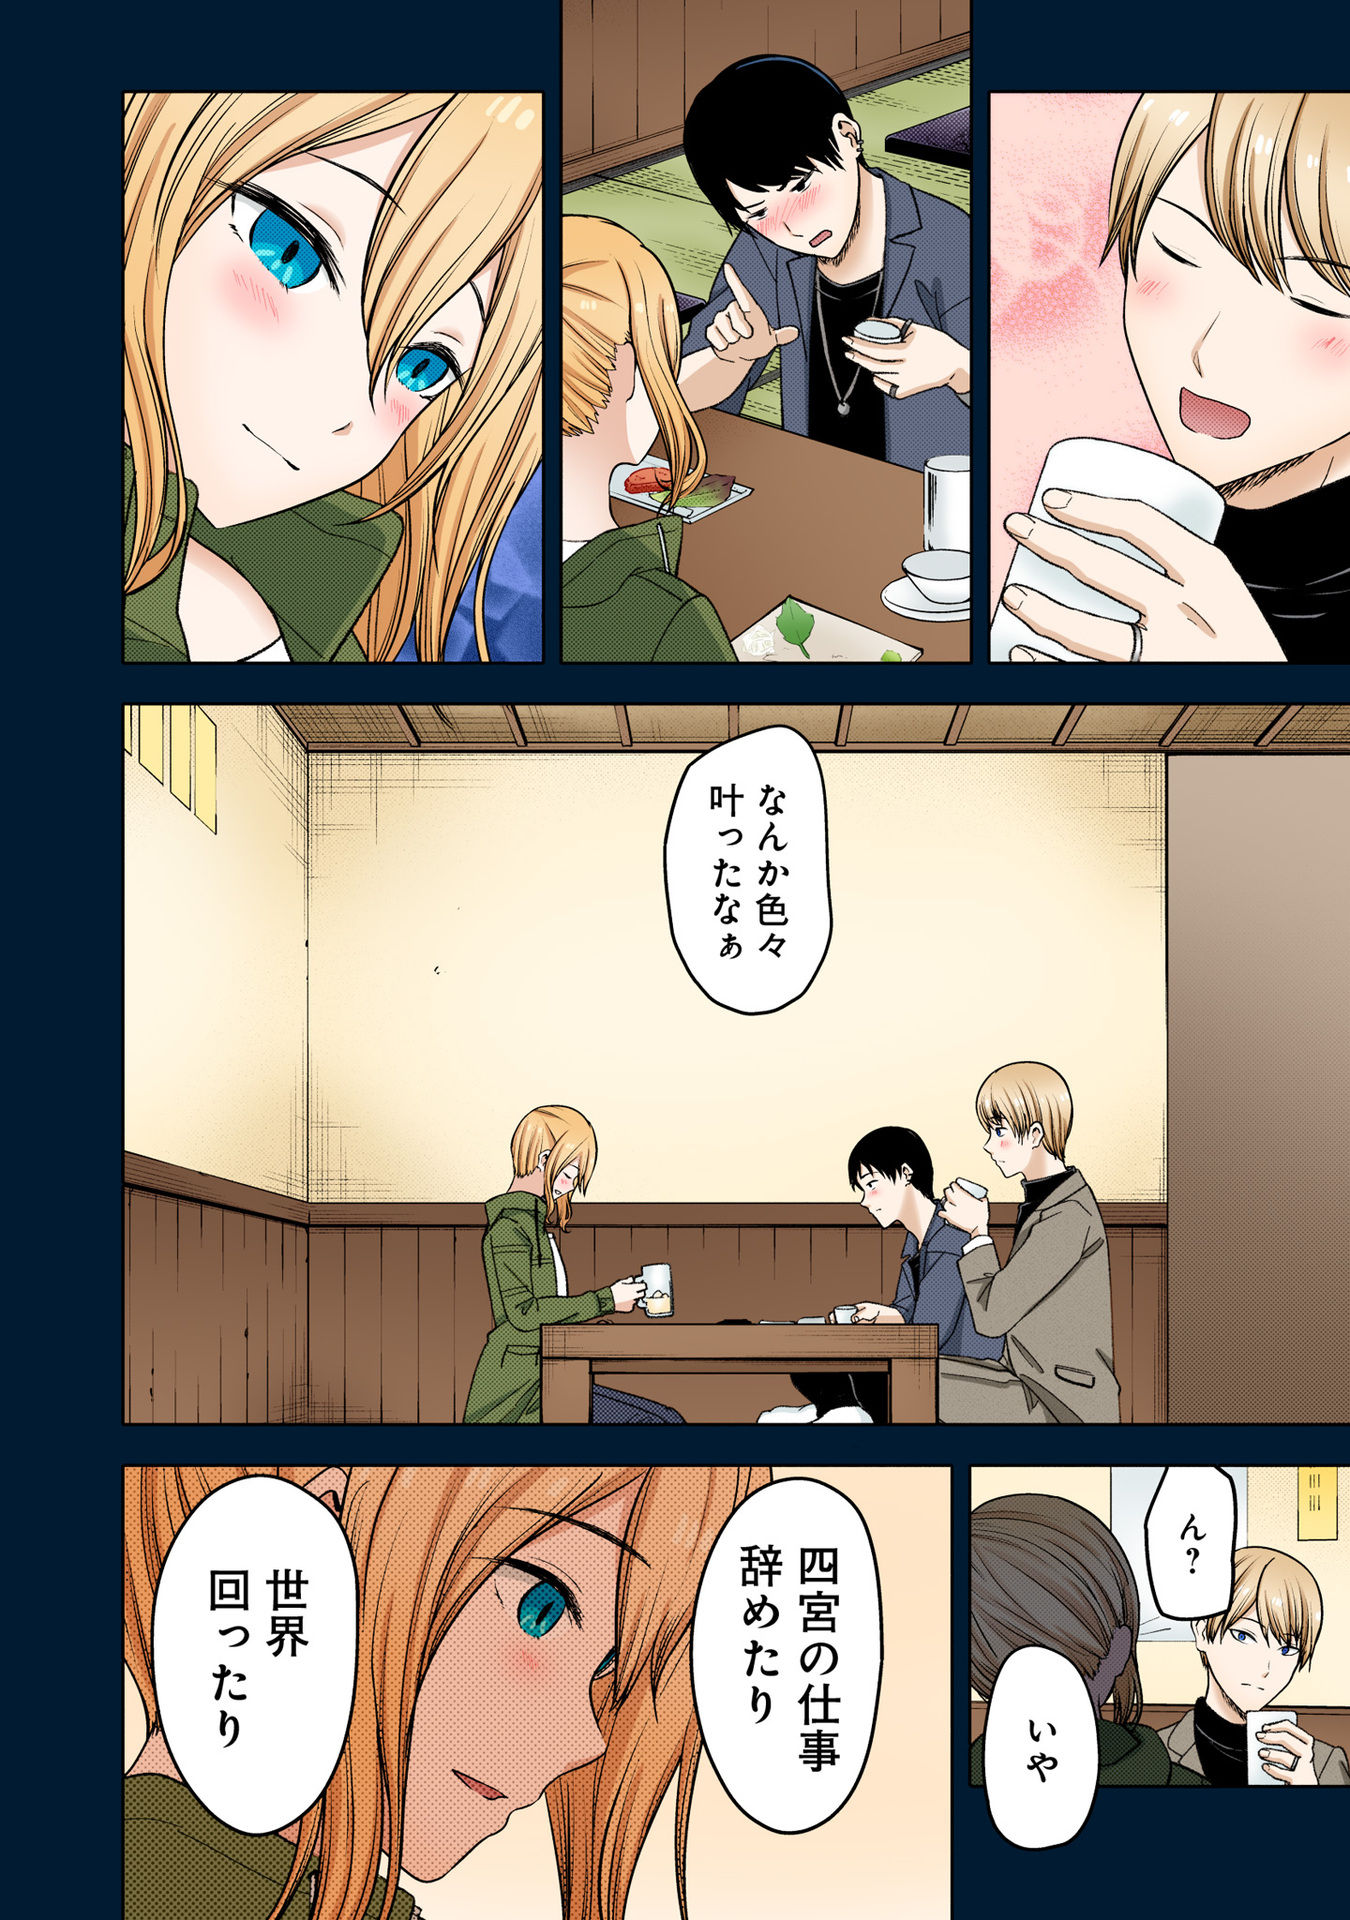 なんか色々
叶ったなぁ
ん?
いや
四宮の仕事
辞めたり
世界
回ったり